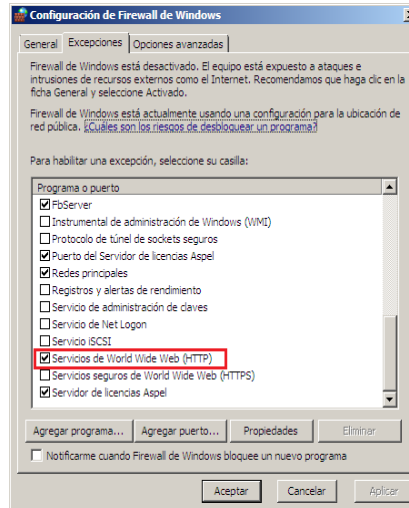 Configuración de Firewall de Windows
General Excepciones Opciones avanzadas
Firewall de Windows está desactivado. El equipo está expuesto a ataques e
intrusiones de recursos externos como el Internet. Recomendamos que haga clic en la
ficha General y seleccione Activado.
Firewall de Windows está actualmente usando una configuración para la ubicación de
red pública. ¿Cuáles son los riesgos de desbloquear un programa?
Para habilitar una excepción, seleccione su casilla:
Programa o puerto
FbServer
Instrumental de administración de Windows (WMI)
Protocolo de túnel de sockets seguros
Puerto del Servidor de licencias Aspel
Redes principales
Registros y alertas de rendimiento
Servicio de administración de claves
Servicio de Net Logon
Servicio iSCSI
Servicios de World Wide Web (HTTP)
Servicios seguros de World Wide Web (HTTPS)
Servidor de licencias Aspel
Agregar programa... Agregar puerto... Propiedades Eliminar
Notificarme cuando Firewall de Windows bloquee un nuevo programa
Aceptar Cancelar Aplicar